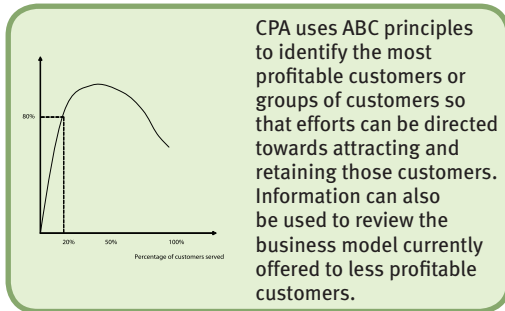 80%
20% 50% 100%
Percentage of customers served
CPA uses ABC principles
to identify the most
profitable customers or
groups of customers so
that efforts can be directed
towards attracting and
retaining those customers.
Information can also
be used to review the
business model currently
offered to less profitable
customers.